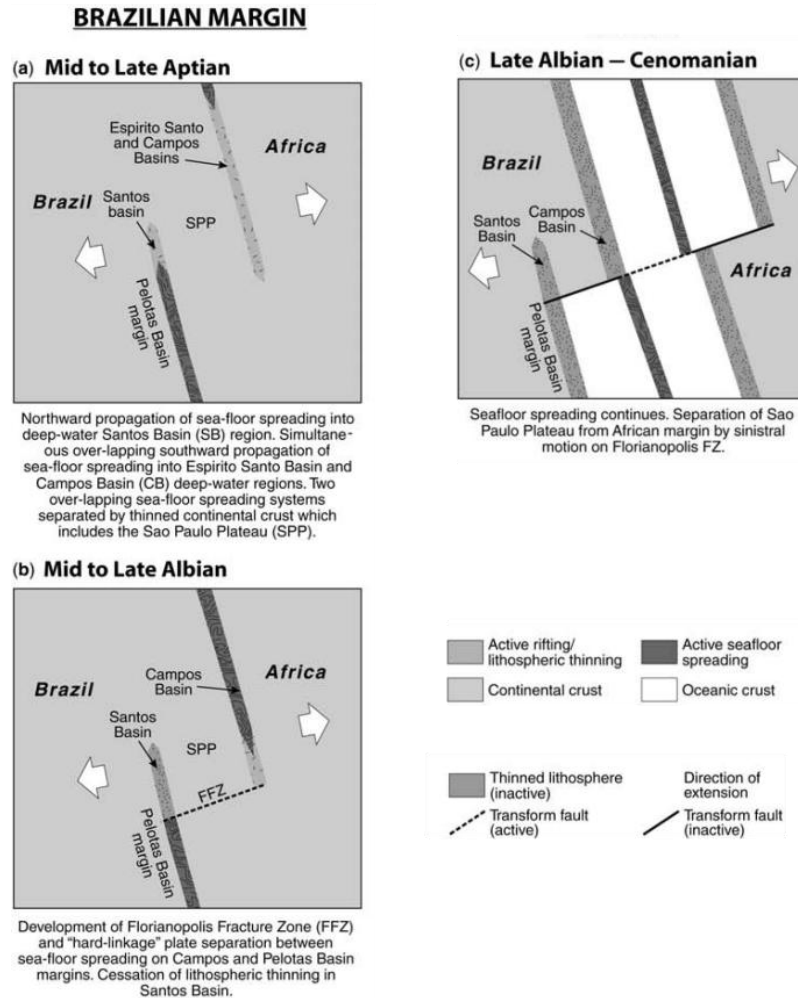 BRAZILIAN MARGIN
(a) Mid to Late Aptian
Espirito Santo
and Campos
Basins
Africa
Brazil
Santos
basin
SPP
Pelotas Basin
margin
Northward propagation of sea-floor spreading into
deep-water Santos Basin (SB) region. Simultane-
ous over-lapping southward propagation of
sea-floor spreading into Espirito Santo Basin and
Campos Basin (CB) deep-water regions. Two
over-lapping sea-floor spreading systems
separated by thinned continental crust which
includes the Sao Paulo Plateau (SPP).
(b) Mid to Late Albian
Campos
Basin
Africa
Brazil
Santos
Basin
SPP
FFZ
Pelotas Basin
margin
Development of Florianopolis Fracture Zone (FFZ)
and "hard-linkage" plate separation between
sea-floor spreading on Campos and Pelotas Basin
margins. Cessation of lithospheric thinning in
Santos Basin.
(c) Late Albian — Cenomanian
Brazil
Campos
Basin
Santos
Basin
Africa
Pelotas Basin
margin
Seafloor spreading continues. Separation of Sao
Paulo Plateau from African margin by sinistral
motion on Florianopolis FZ.
Active rifting/
lithospheric thinning
Active seafloor
spreading
Continental crust
Oceanic crust
Thinned lithosphere
(inactive)
Direction of
extension
Transform fault
(active)
Transform fault
(inactive)